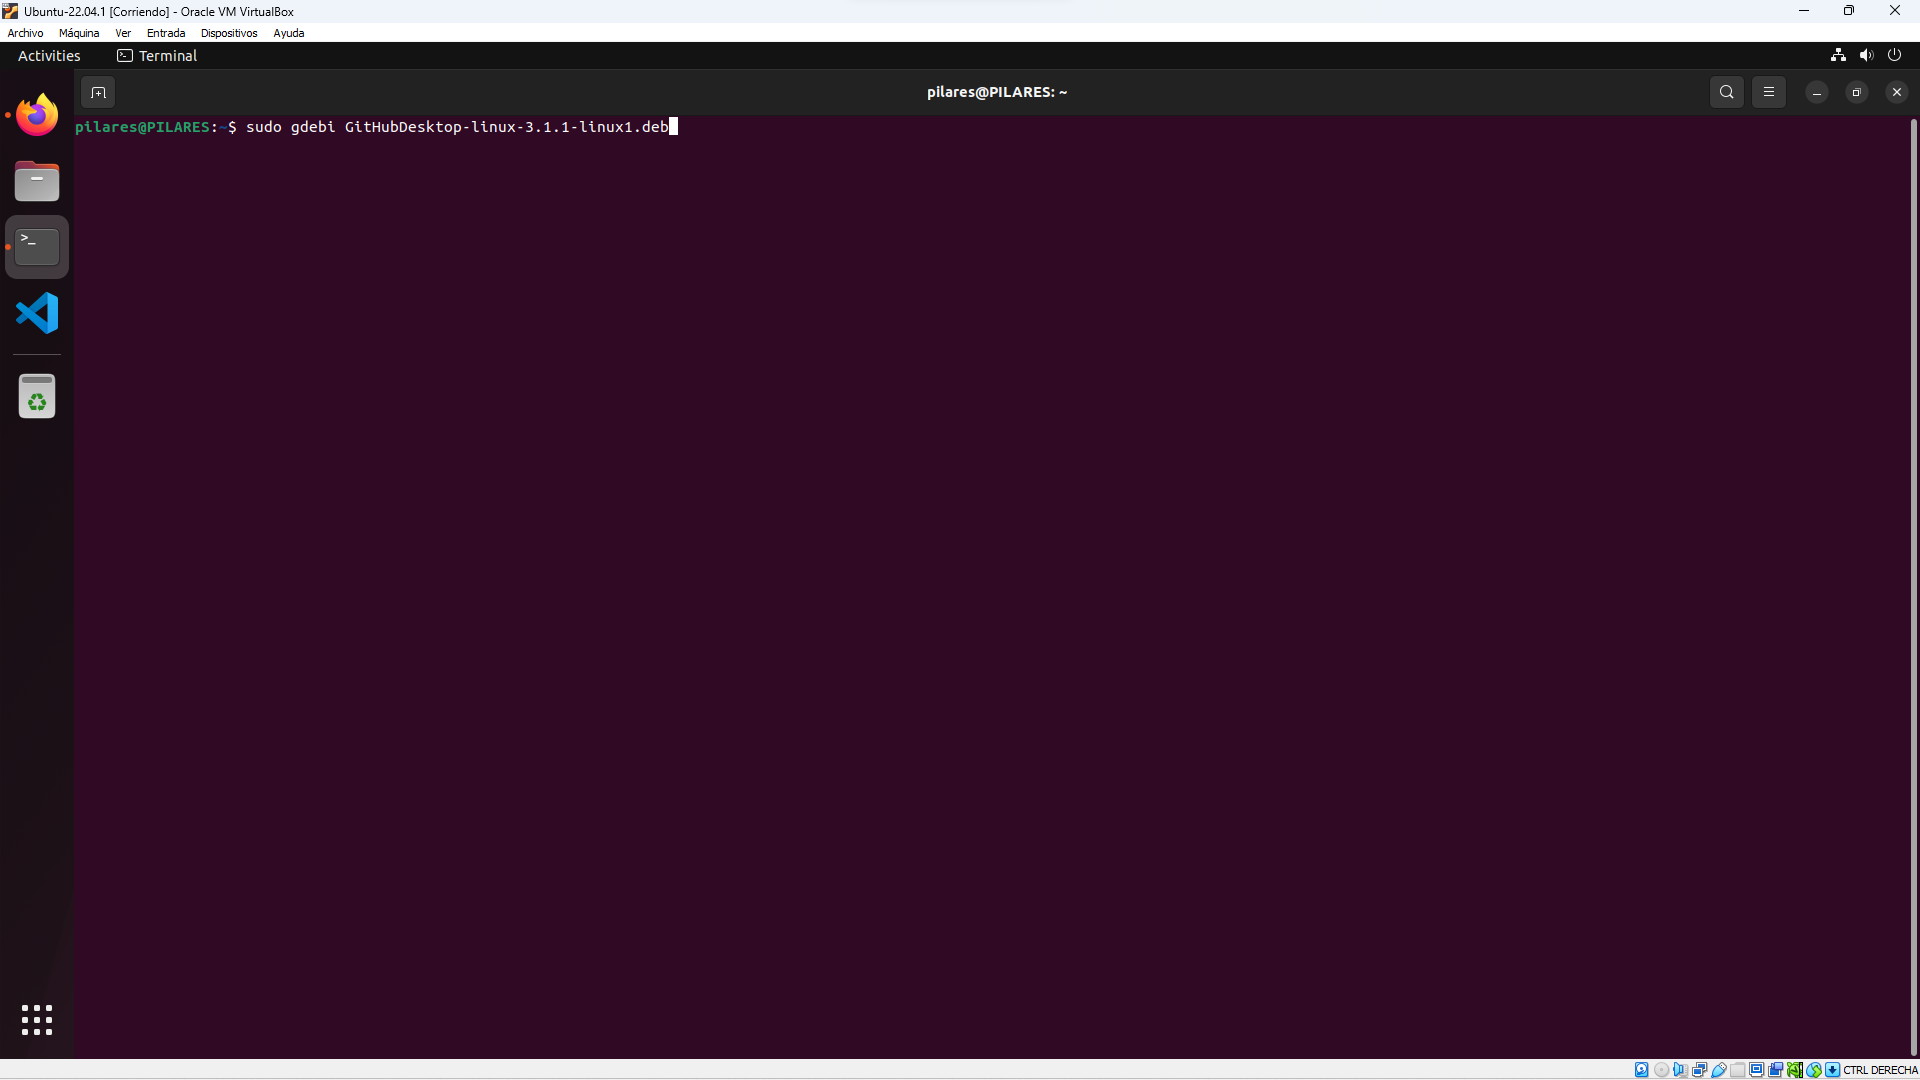 Ubuntu-22.04.1 [Corriendo] - Oracle VM VirtualBox
Archivo Máquina Ver Entrada Dispositivos Ayuda
Activities Terminal
pilares@PILARES: ~
pilares@PILARES:~$ sudo gdebi GitHubDesktop-linux-3.1.1-linux1.deb
CTRL DERECHA